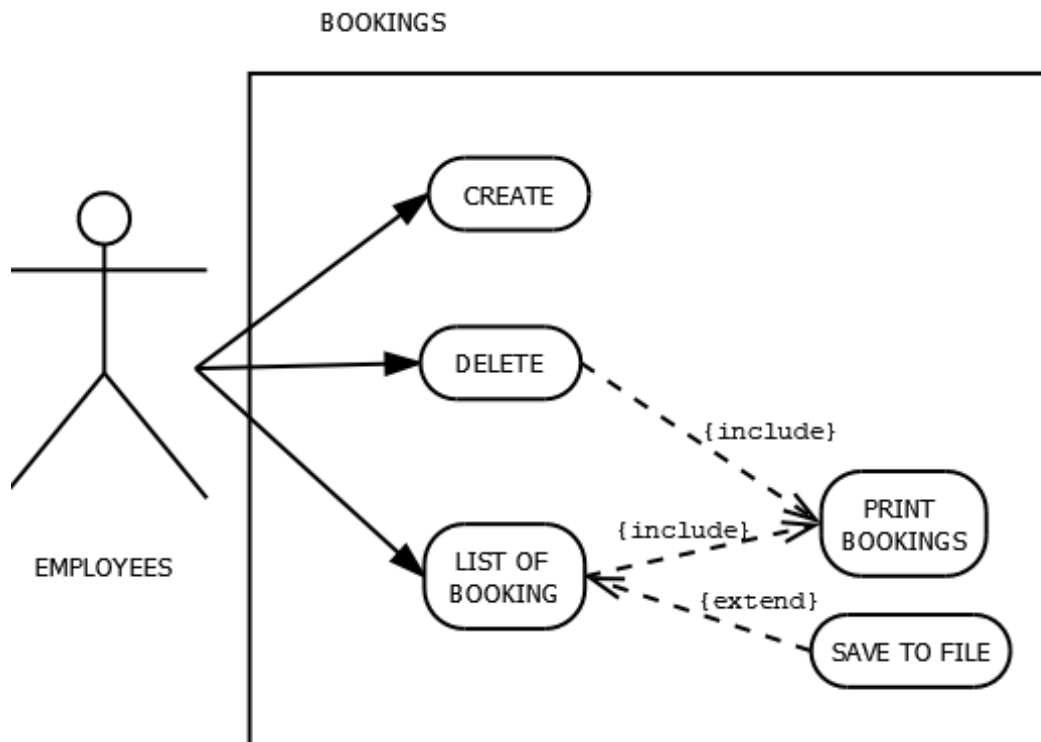 BOOKINGS
CREATE
DELETE
{include}
PRINT
BOOKINGS
{include}
LIST OF
BOOKING
EMPLOYEES
{extend}
SAVE TO FILE